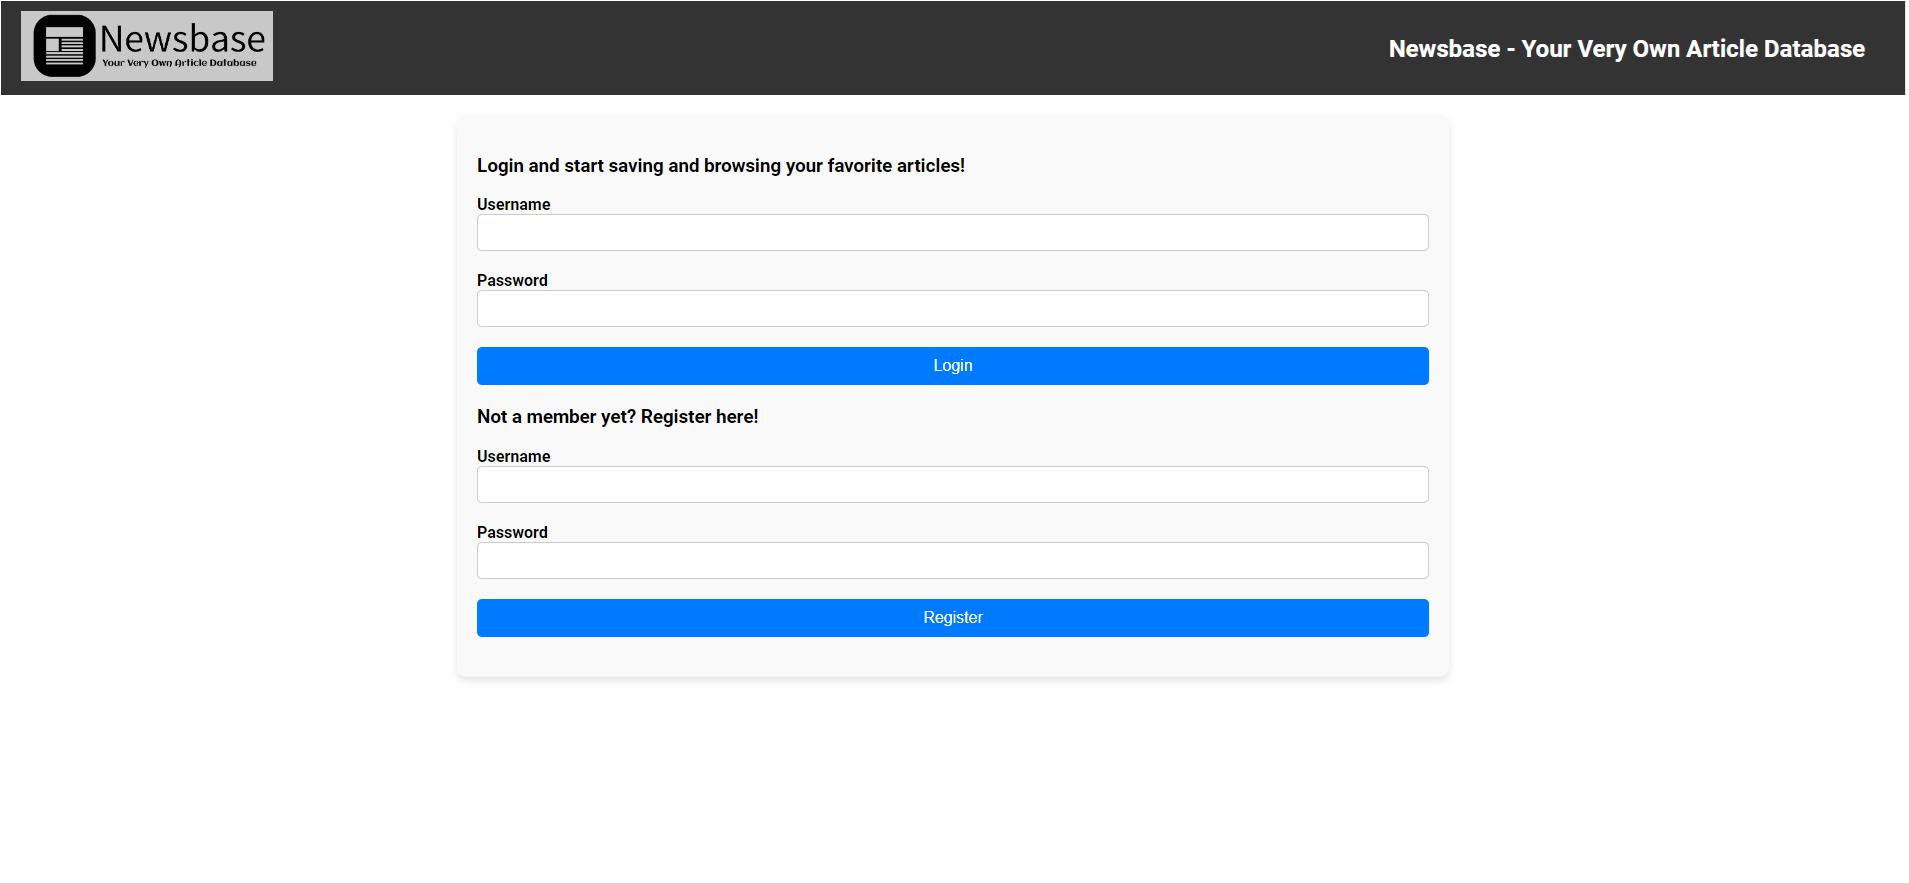 Newsbase
Your Very Own Article Database
Newsbase - Your Very Own Article Database
Login and start saving and browsing your favorite articles!
Username
Password
Login
Not a member yet? Register here!
Username
Password
Register